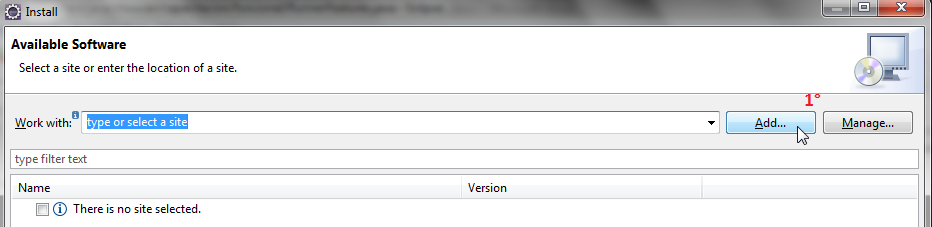 Install
Available Software
Select a site or enter the location of a site.
1°
Work with: type or select a site Add... Manage...
type filter text
Name Version
There is no site selected.